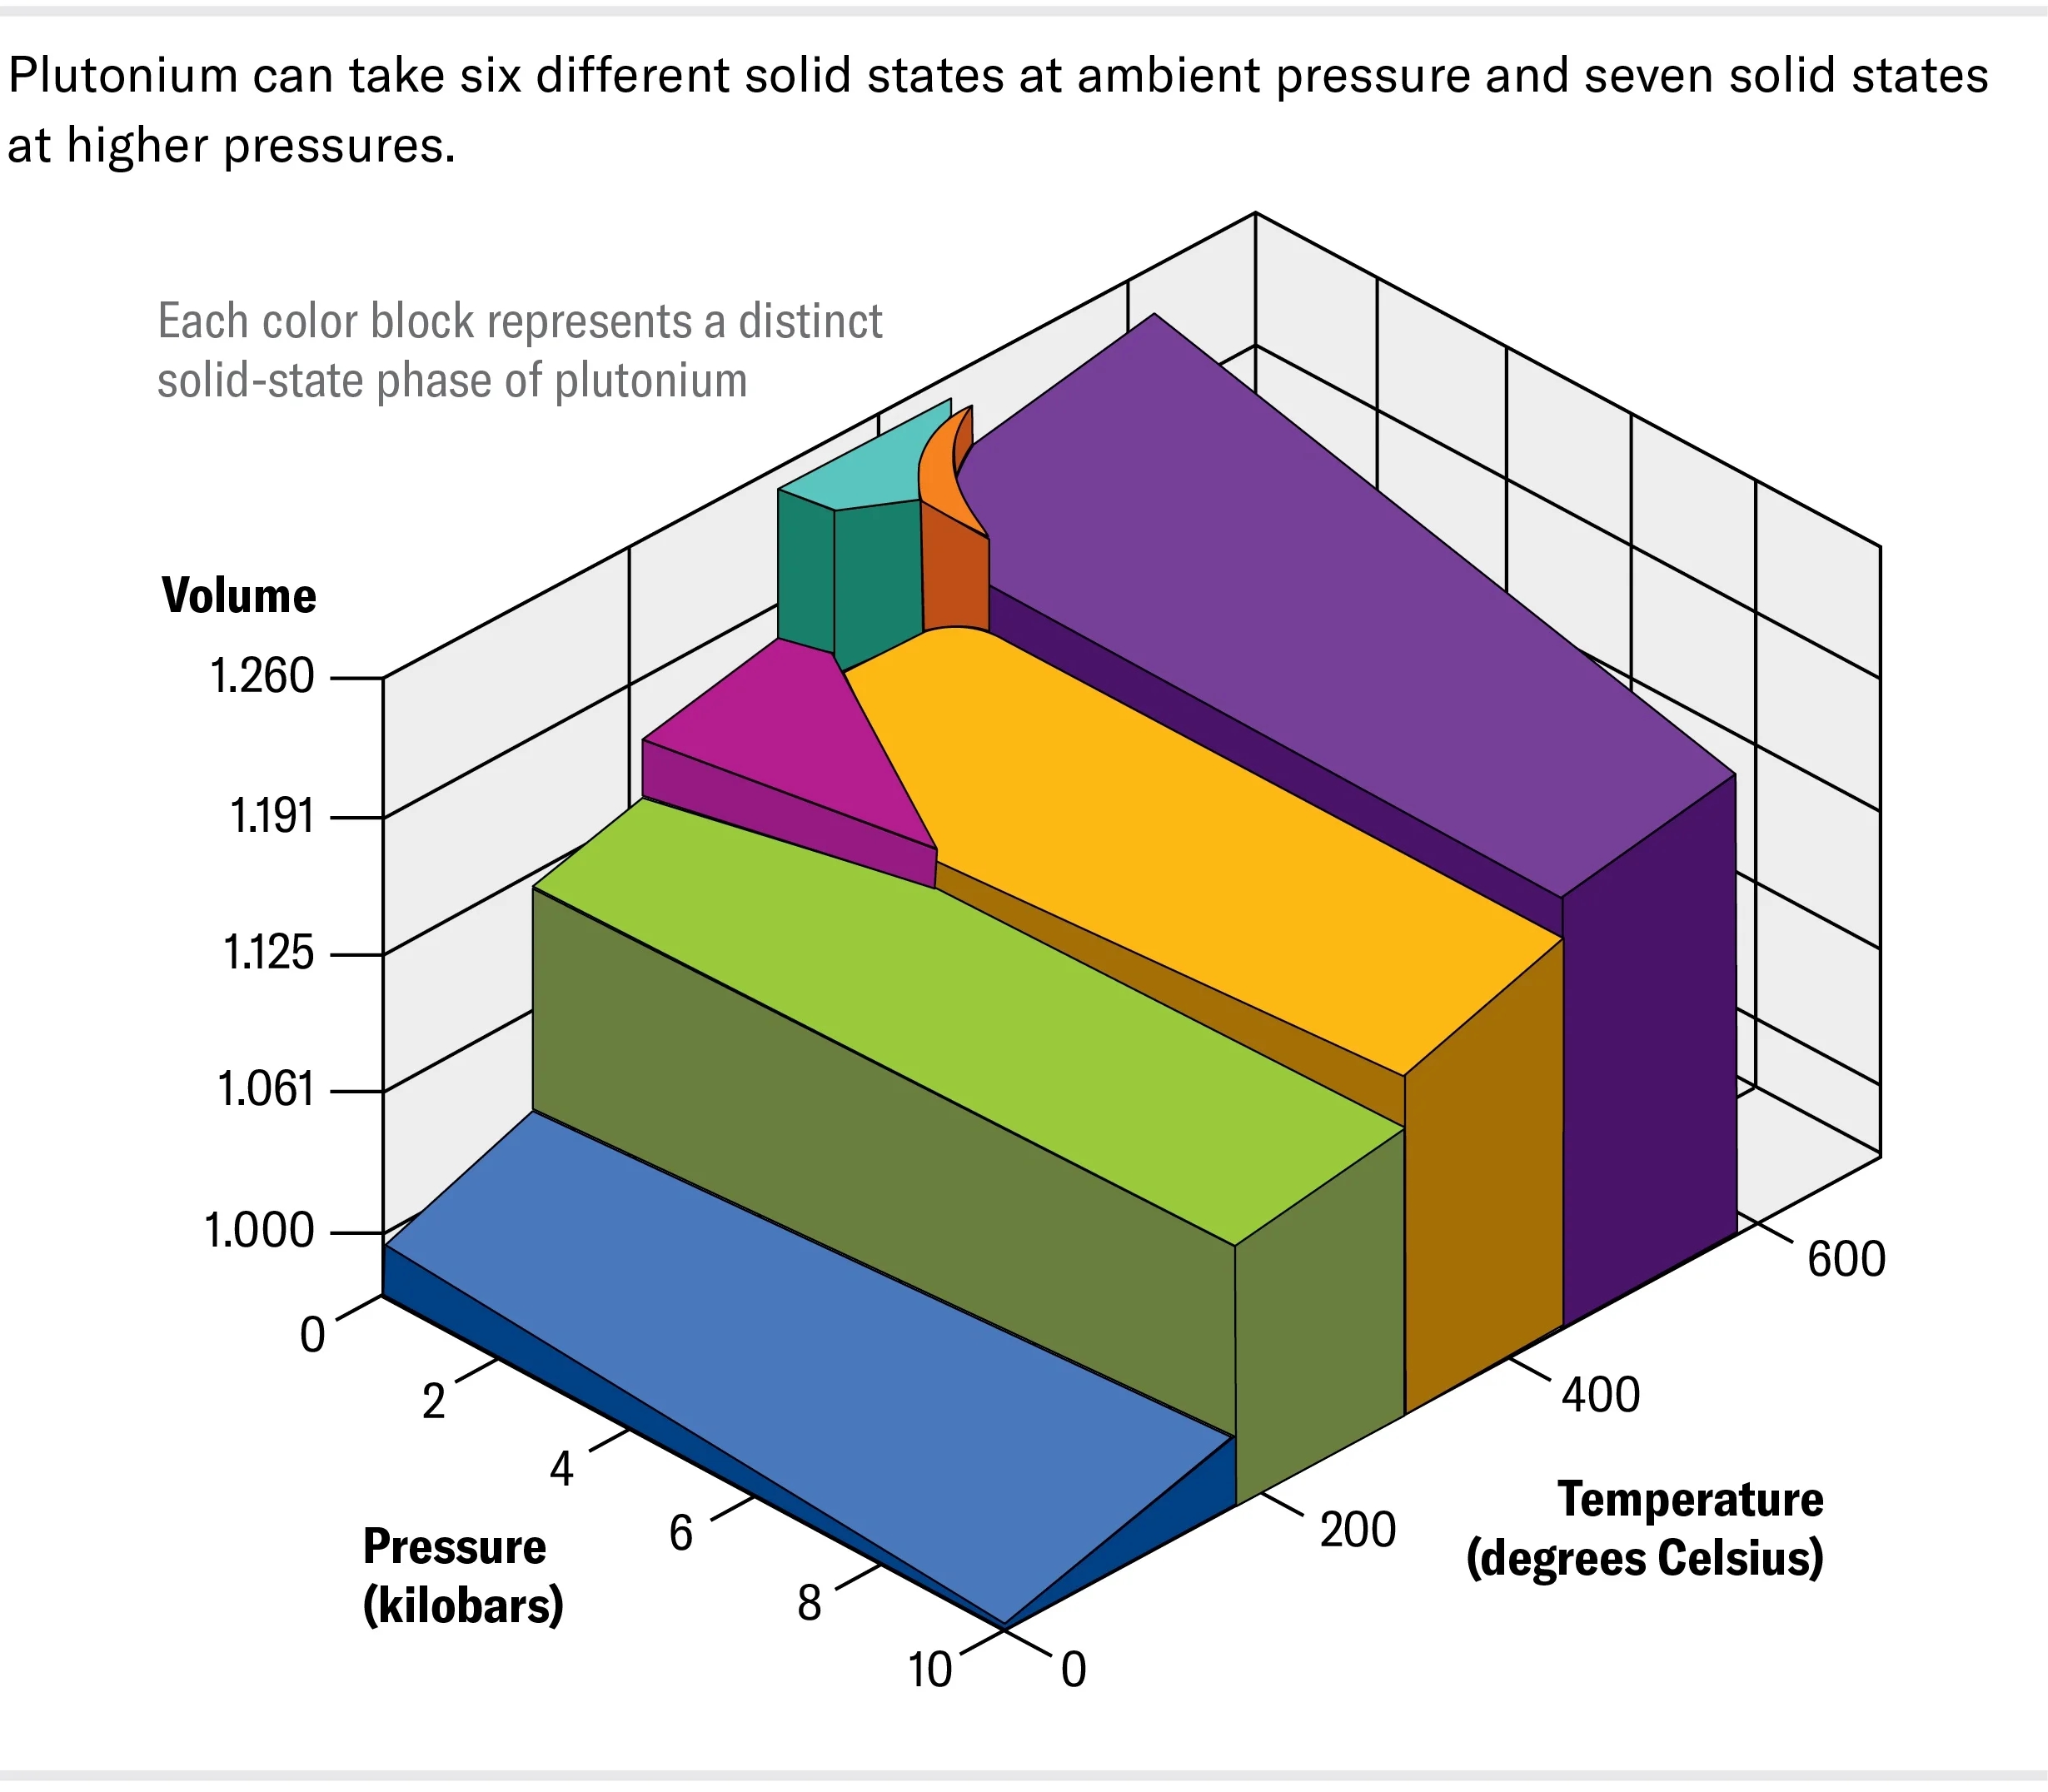 Plutonium can take six different solid states at ambient pressure and seven solid states
at higher pressures.
Each color block represents a distinct
solid-state phase of plutonium
Volume
1.260
1.191
1.125
1.061
1.000
0
2
4
6
8
10
Pressure
(kilobars)
0
200
400
600
Temperature
(degrees Celsius)